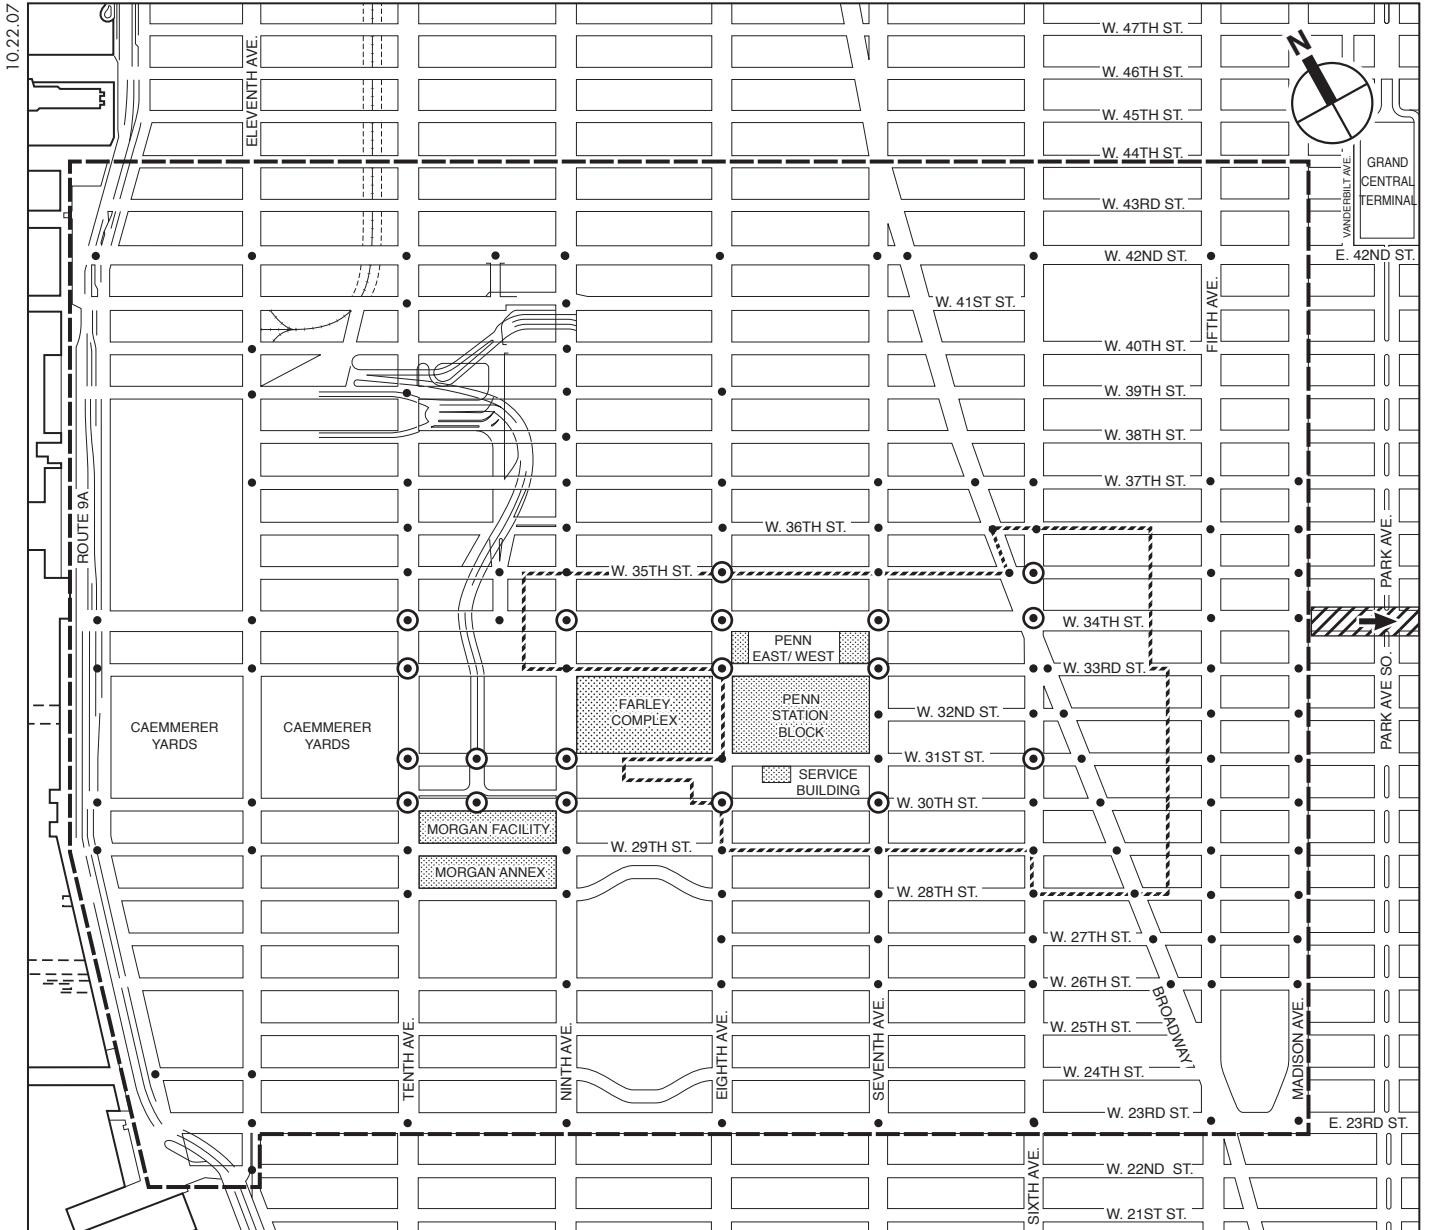 10.22.07
W. 47TH ST.
N
ELEVENTH AVE.
W. 46TH ST.
W. 45TH ST.
W. 44TH ST.
VANDERBILT AVE.
GRAND
CENTRAL
TERMINAL
W. 43RD ST.
W. 42ND ST.
E. 42ND ST.
W. 41ST ST.
FIFTH AVE.
W. 40TH ST.
W. 39TH ST.
W. 38TH ST.
W. 37TH ST.
ROUTE 9A
W. 36TH ST.
PARK AVE.
W. 35TH ST.
W. 34TH ST.
PENN
EAST/ WEST
W. 33RD ST.
PARK AVE SO.
CAEMMERER
YARDS
CAEMMERER
YARDS
FARLEY
COMPLEX
PENN
STATION
BLOCK
W. 32ND ST.
W. 31ST ST.
SERVICE
BUILDING
W. 30TH ST.
MORGAN FACILITY
W. 29TH ST.
MORGAN ANNEX
W. 28TH ST.
W. 27TH ST.
W. 26TH ST.
BROADWAY
TENTH AVE.
NINTH AVE.
EIGHTH AVE.
SEVENTH AVE.
MADISON AVE.
W. 25TH ST.
W. 24TH ST.
W. 23RD ST.
E. 23RD ST.
SIXTH AVE.
W. 22ND ST.
W. 21ST ST.